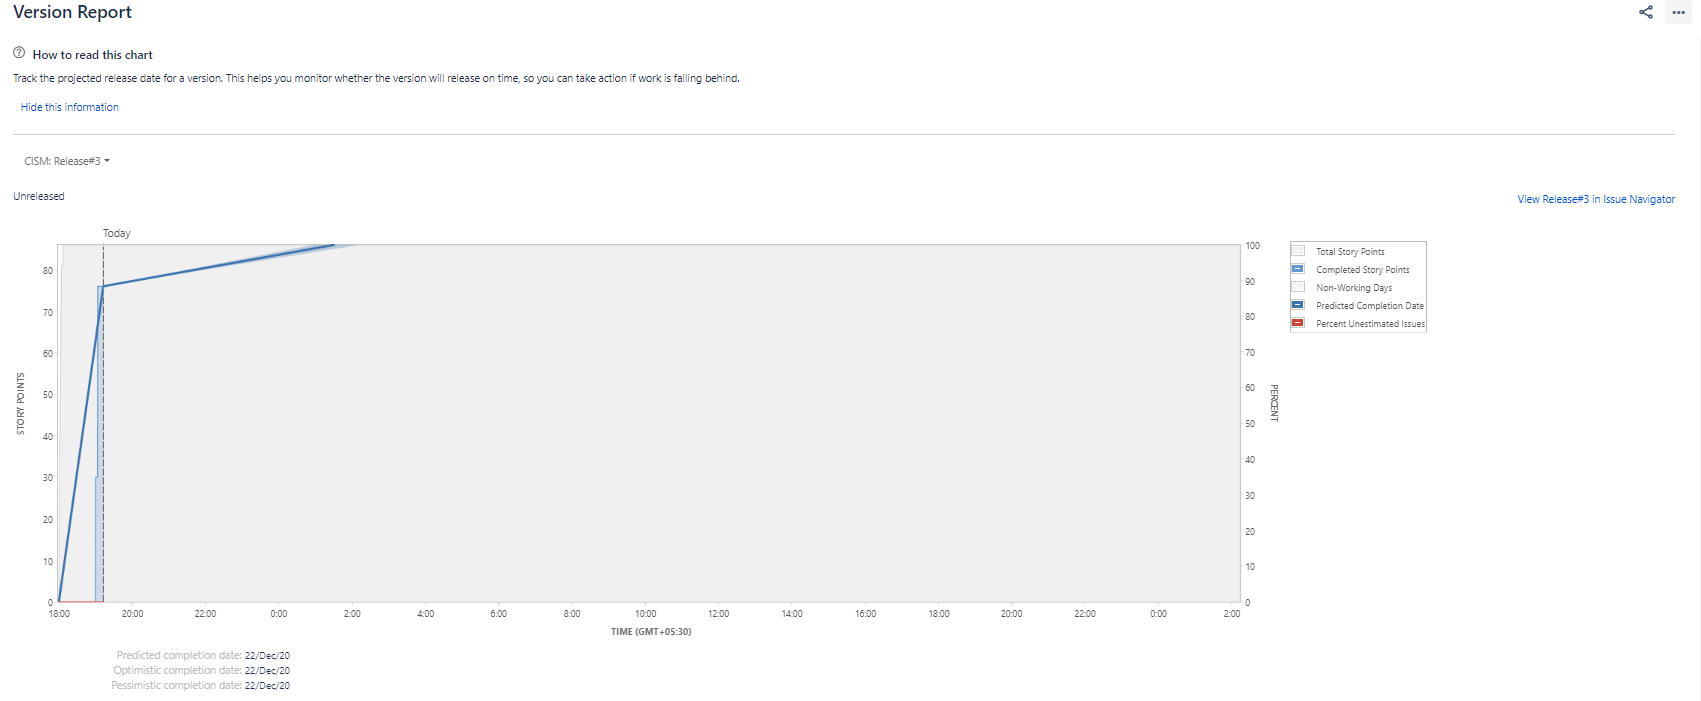 Version Report
How to read this chart
Track the projected release date for a version. This helps you monitor whether the version will release on time, so you can take action if work is falling behind.
Hide this information
CISM: Release#3
Unreleased
View Release#3 in Issue Navigator
Today
80
70
60
50
40
30
20
10
0
STORY POINTS
100
90
80
70
60
50
40
30
20
10
0
PERCENT
Total Story Points
Completed Story Points
Non-Working Days
Predicted Completion Date
Percent Unestimated Issues
18:00 20:00 22:00 0:00 2:00 4:00 6:00 8:00 10:00 12:00 14:00 16:00 18:00 20:00 22:00 0:00 2:00
TIME (GMT+05:30)
Predicted completion date: 22/Dec/20
Optimistic completion date: 22/Dec/20
Pessimistic completion date: 22/Dec/20